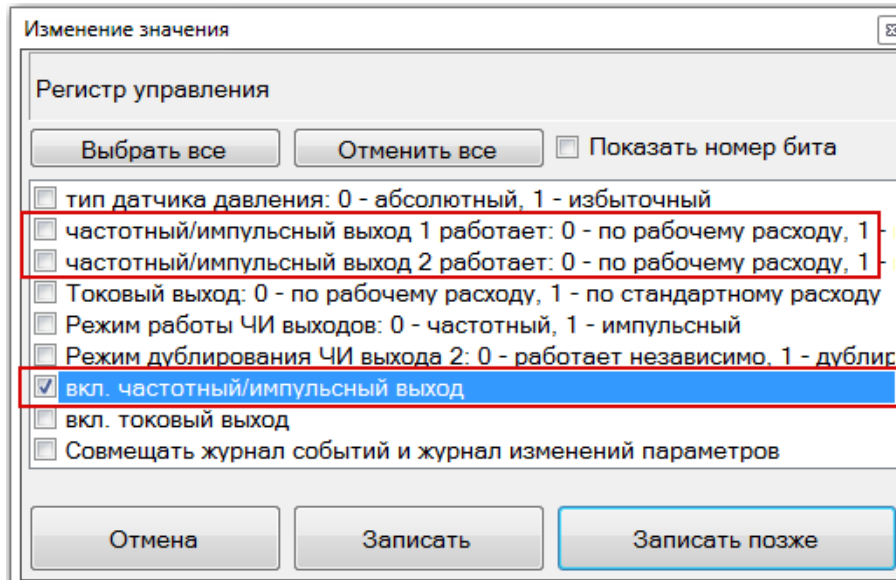 Изменение значения
Регистр управления
Выбрать все Отменить все Показать номер бита
тип датчика давления: 0 - абсолютный, 1 - избыточный
частотный/импульсный выход 1 работает: 0 - по рабочему расходу, 1 -
частотный/импульсный выход 2 работает: 0 - по рабочему расходу, 1 -
Токовый выход: 0 - по рабочему расходу, 1 - по стандартному расходу
Режим работы ЧИ выходов: 0 - частотный, 1 - импульсный
Режим дублирования ЧИ выхода 2: 0 - работает независимо, 1 - дублир
вкл. частотный/импульсный выход
вкл. токовый выход
Совмещать журнал событий и журнал изменений параметров
Отмена Записать Записать позже